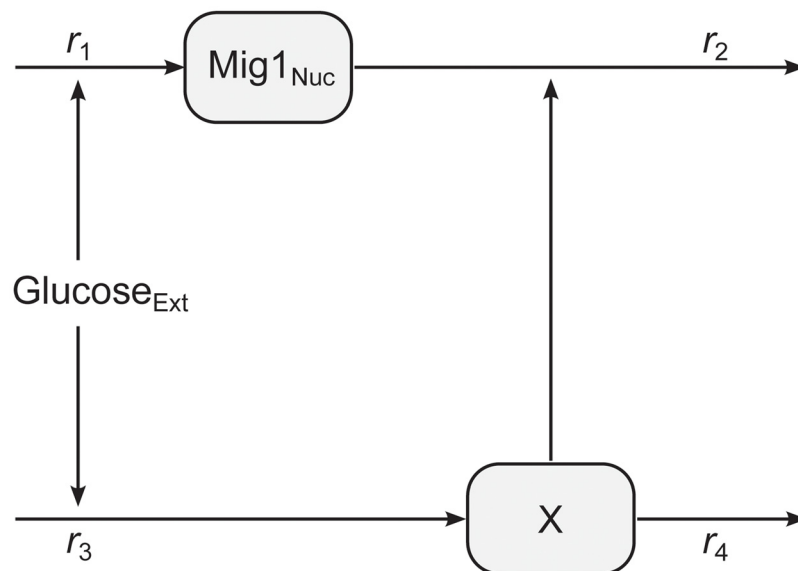 r₁
Mig1Nuc
r₂
GlucoseExt
X
r₃
r₄